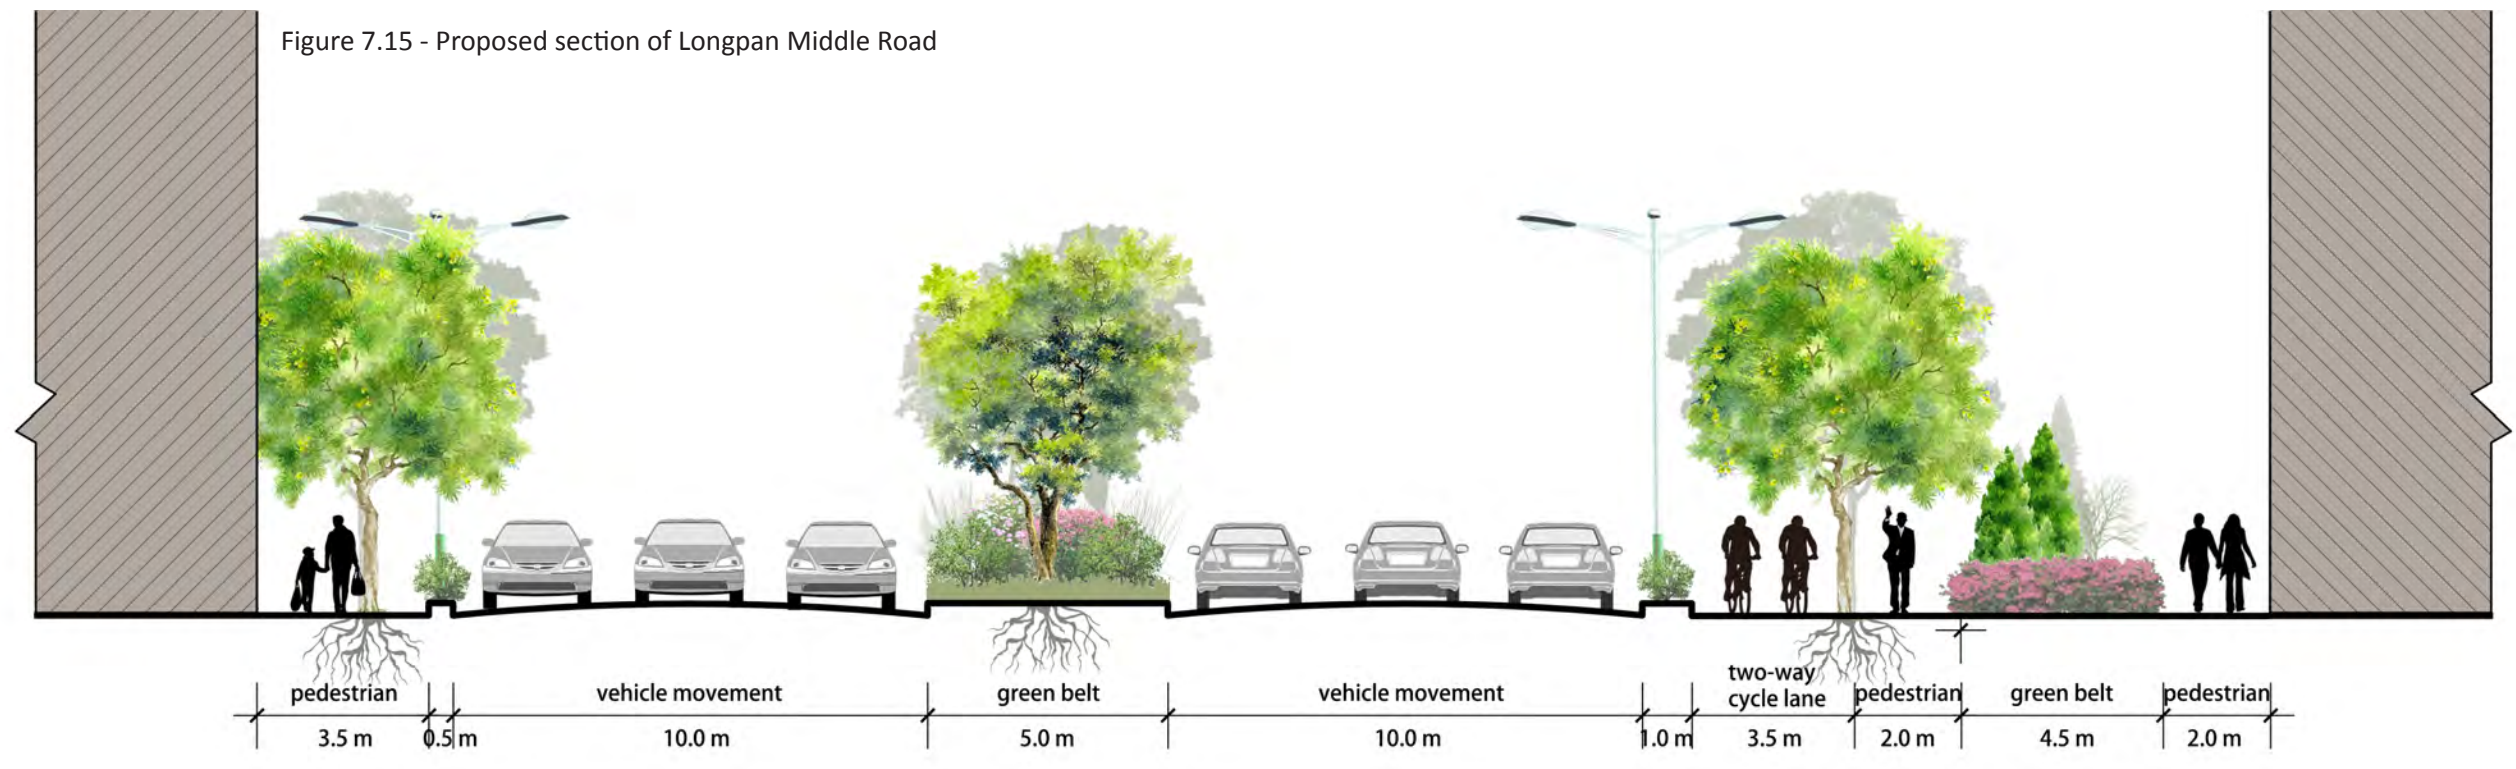 Figure 7.15 - Proposed section of Longpan Middle Road
two-way
pedestrian vehicle movement green belt vehicle movement cycle lane pedestrian green belt pedestrian
3.5 m 0.5 m 10.0 m 5.0 m 10.0 m 1.0 m 3.5 m 2.0 m 4.5 m 2.0 m